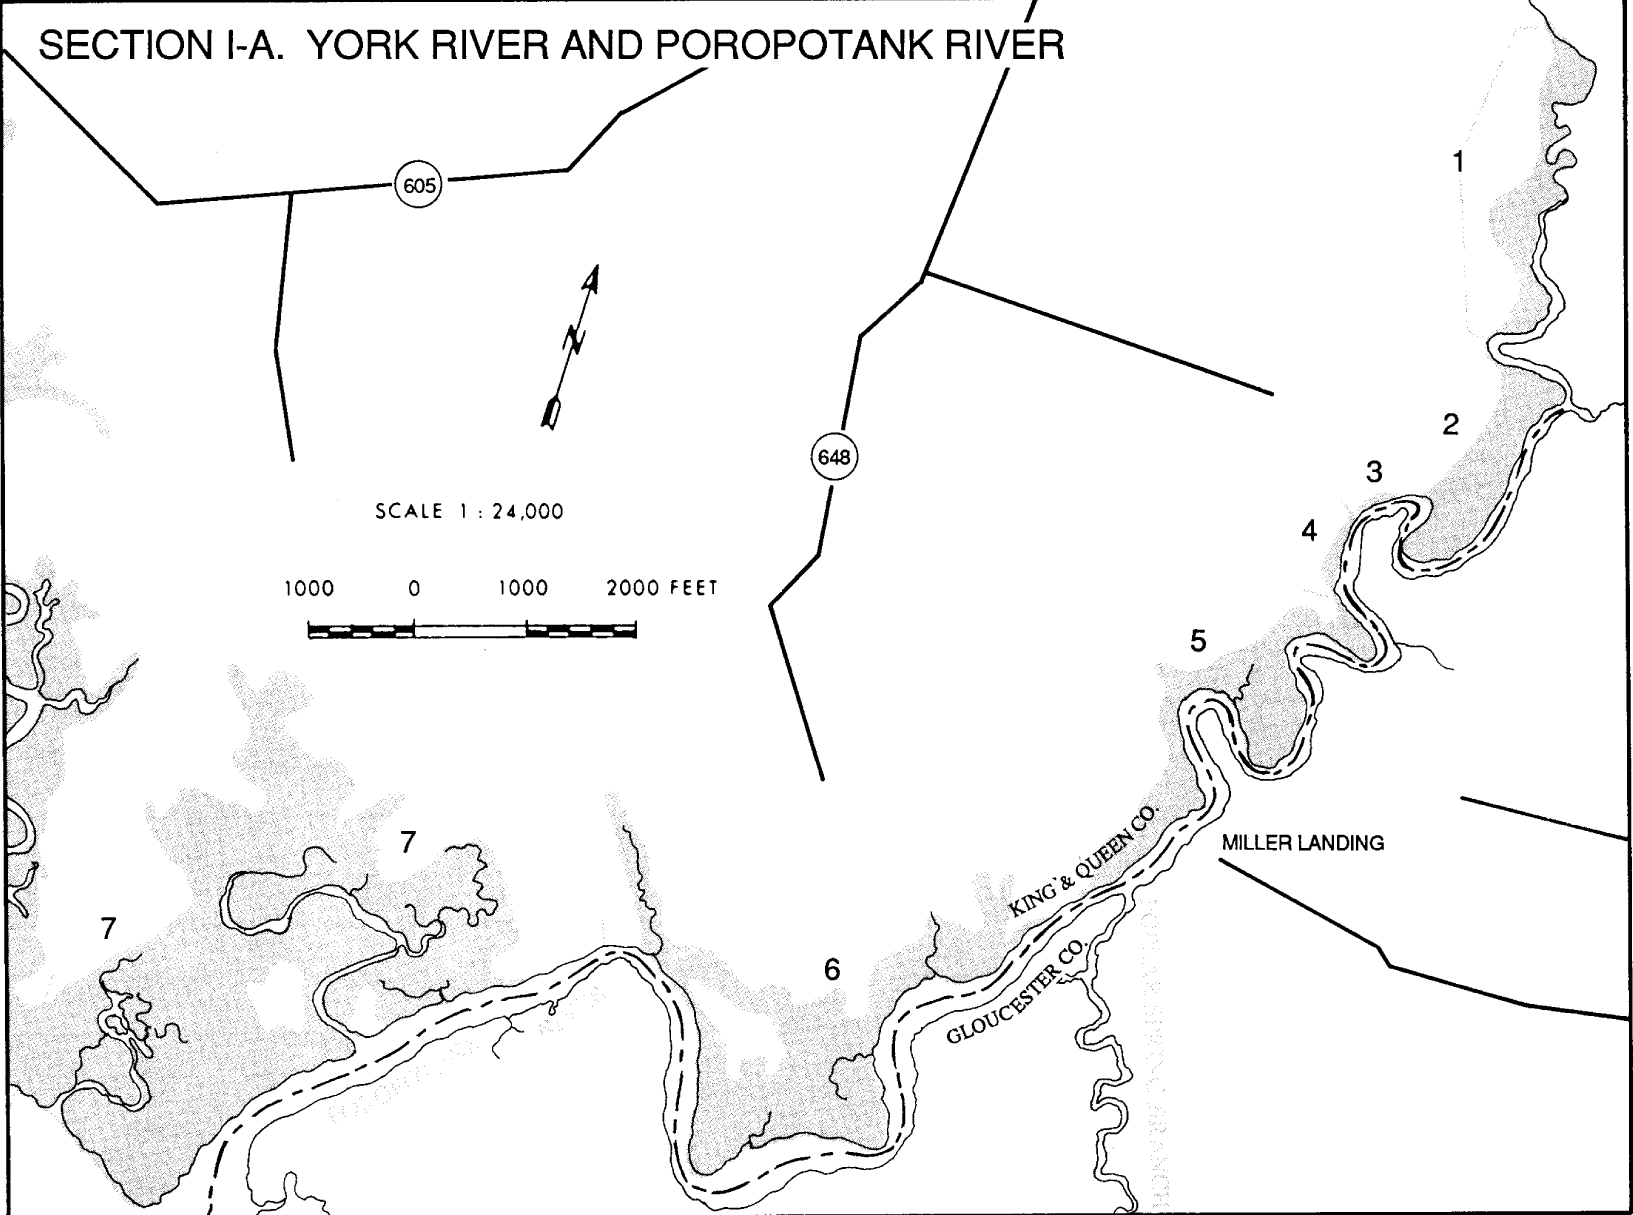 SECTION I-A. YORK RIVER AND POROPOTANK RIVER
605
1
N
2
648
3
SCALE 1 : 24,000
4
1000 0 1000 2000 FEET
5
KING & QUEEN CO.
MILLER LANDING
7
7
6
GLOUCESTER CO.